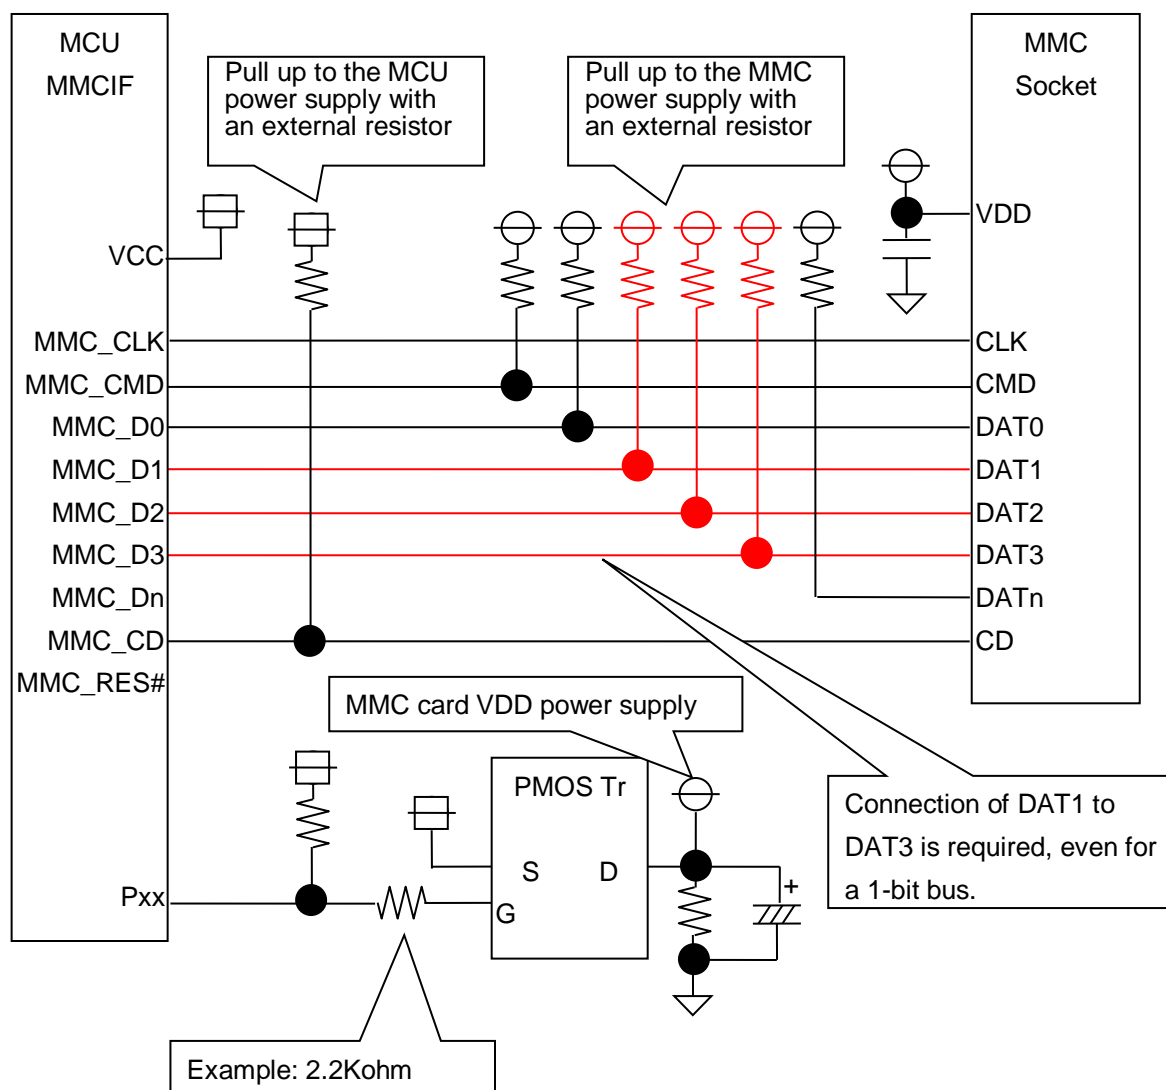 MCU
MMCIF
MMC
Socket
Pull up to the MCU
power supply with
an external resistor
Pull up to the MMC
power supply with
an external resistor
VCC
VDD
MMC_CLK
CLK
MMC_CMD
CMD
MMC_D0
DAT0
MMC_D1
DAT1
MMC_D2
DAT2
MMC_D3
DAT3
MMC_Dn
DATn
MMC_CD
CD
MMC_RES#
MMC card VDD power supply
PMOS Tr
S
D
G
Pxx
+
Connection of DAT1 to
DAT3 is required, even for
a 1-bit bus.
Example: 2.2Kohm